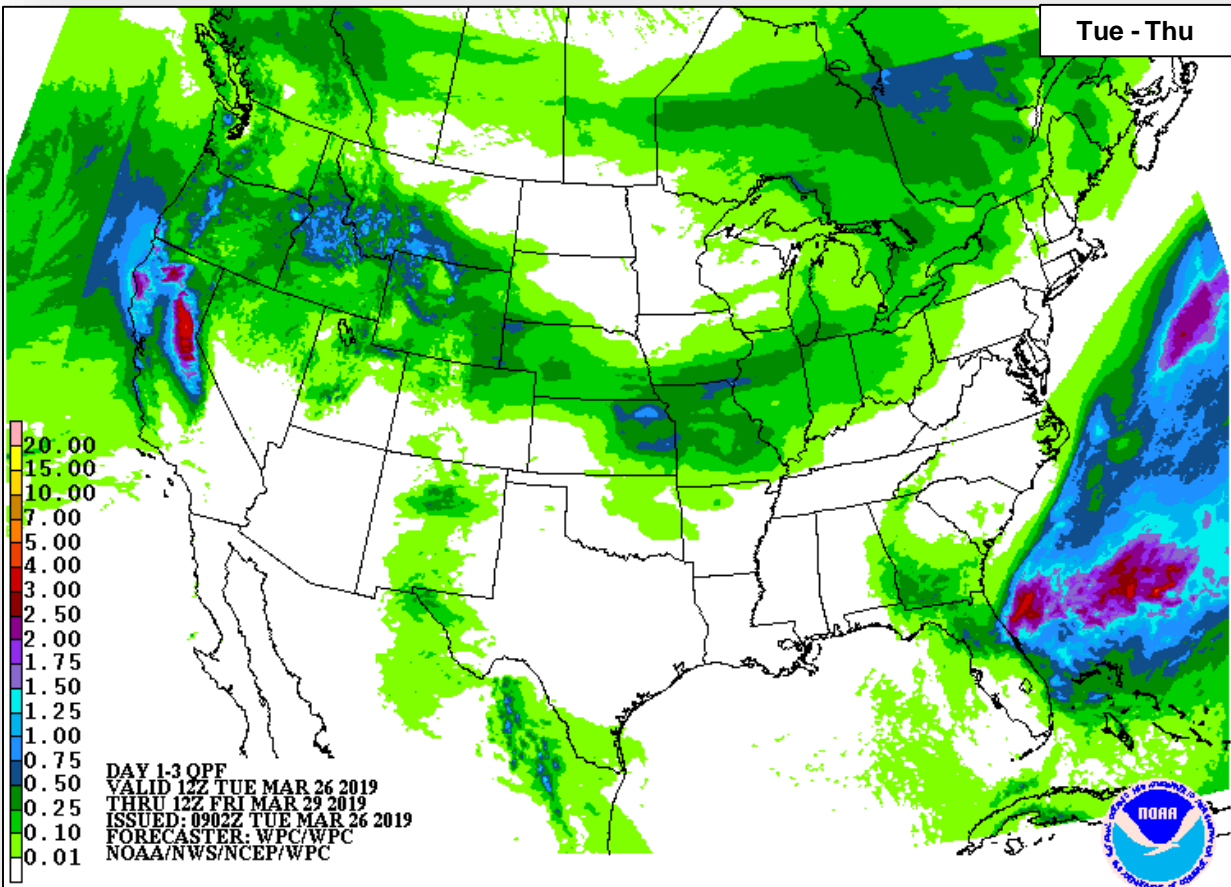 Tue - Thu
20.00
15.00
10.00
7.00
5.00
4.00
3.00
2.50
2.00
1.75
1.50
1.25
1.00
0.75
0.50
0.25
0.10
0.01
DAY 1-3 QPF
VALID 12Z TUE MAR 26 2019
THRU 12Z FRI MAR 29 2019
ISSUED: 0902Z TUE MAR 26 2019
FORECASTER: WPC/WPC
NOAA/NWS/NCEP/WPC
NOAA